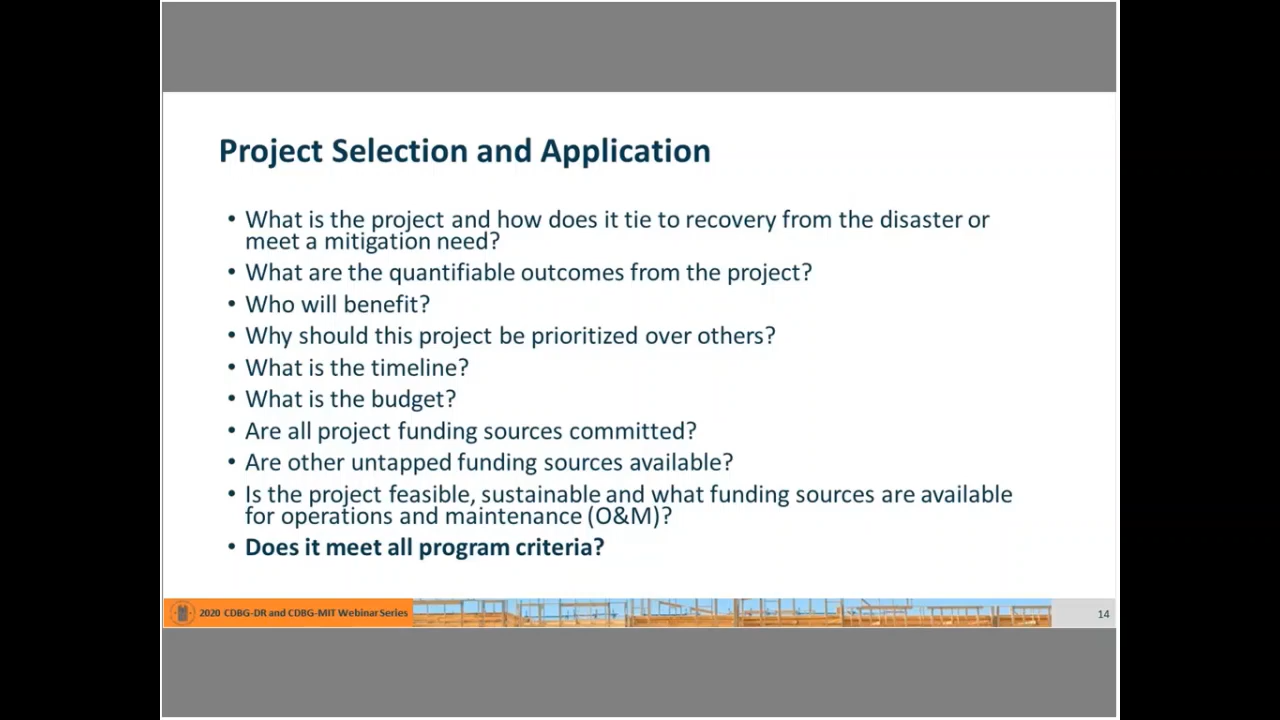 Project Selection and Application
• What is the project and how does it tie to recovery from the disaster or
meet a mitigation need?
• What are the quantifiable outcomes from the project?
• Who will benefit?
• Why should this project be prioritized over others?
• What is the timeline?
• What is the budget?
• Are all project funding sources committed?
• Are other untapped funding sources available?
• Is the project feasible, sustainable and what funding sources are available
for operations and maintenance (O&M)?
• Does it meet all program criteria?
2020 CDBG-DR and CDBG-MIT Webinar Series
14